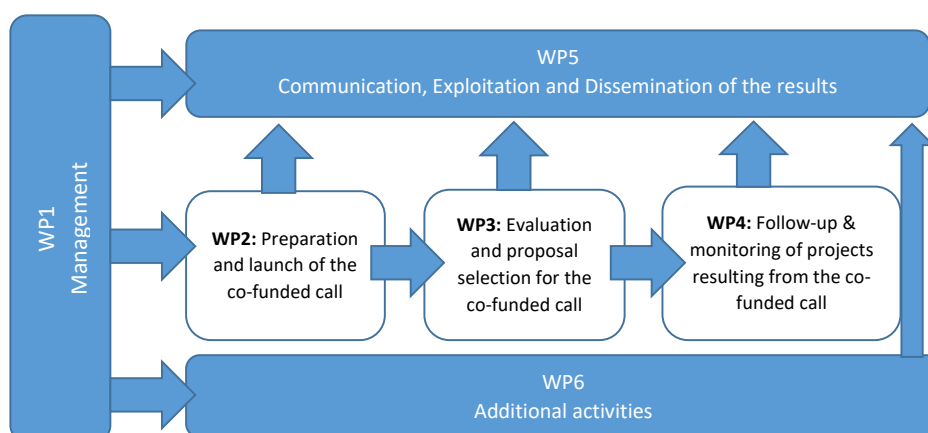 WP1
Management
WP5
Communication, Exploitation and Dissemination of the results
WP2: Preparation
and launch of the
co-funded call
WP3: Evaluation
and proposal
selection for the
co-funded call
WP4: Follow-up &
monitoring of projects
resulting from the co-
funded call
WP6
Additional activities